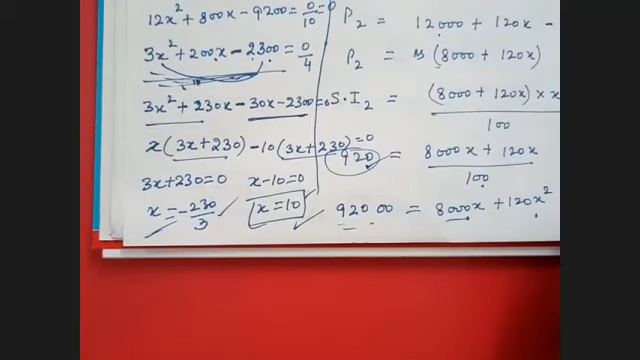 12x² + 800x - 9200 = 0/10 = 0
3x² + 200x - 2300 = 0/4
3x² + 230x - 30x - 2300 = 0
x(3x + 230) - 10(3x + 230) = 0
3x + 230 = 0 x - 10 = 0
x = -230/3 x = 10
P₂ = 12000 + 120x -
P₂ = (8000 + 120x)
S.I₂ = (8000 + 120x) × x / 100
920 = 8000x + 120x / 100
920 00 = 8000x + 120x²